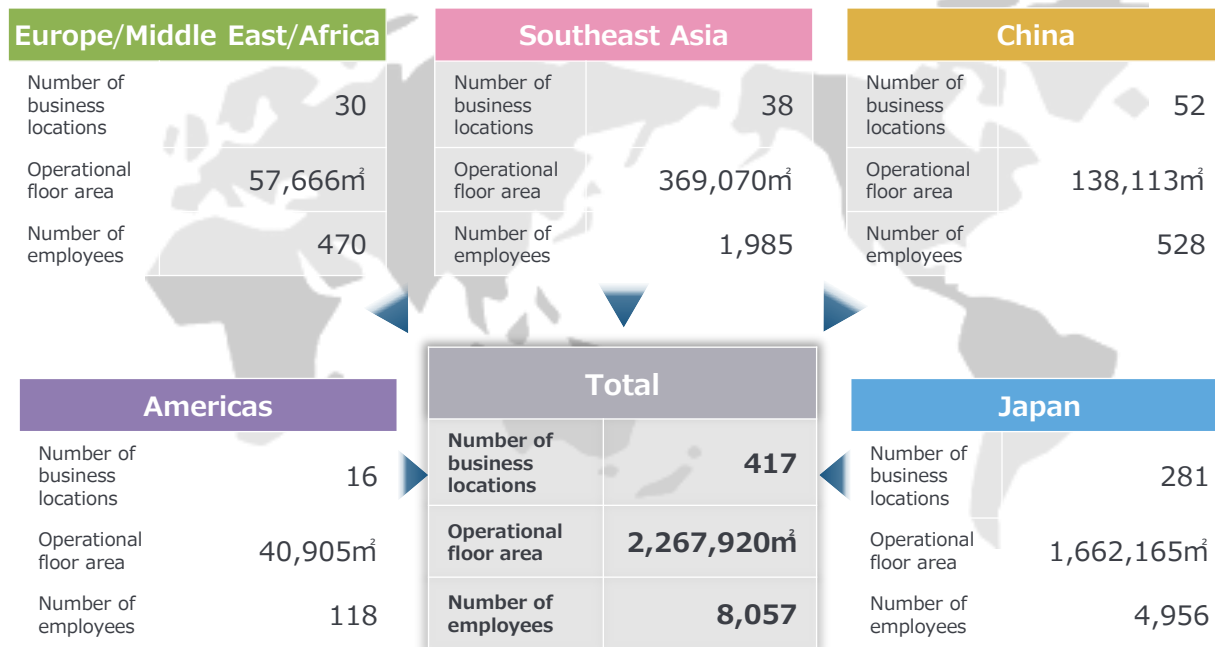 Europe/Middle East/Africa
Number of
business
locations
30
Operational
floor area
57,666㎡
Number of
employees
470
Southeast Asia
Number of
business
locations
38
Operational
floor area
369,070㎡
Number of
employees
1,985
China
Number of
business
locations
52
Operational
floor area
138,113㎡
Number of
employees
528
Americas
Number of
business
locations
16
Operational
floor area
40,905㎡
Number of
employees
118
Total
Number of
business
locations
417
Operational
floor area
2,267,920㎡
Number of
employees
8,057
Japan
Number of
business
locations
281
Operational
floor area
1,662,165㎡
Number of
employees
4,956